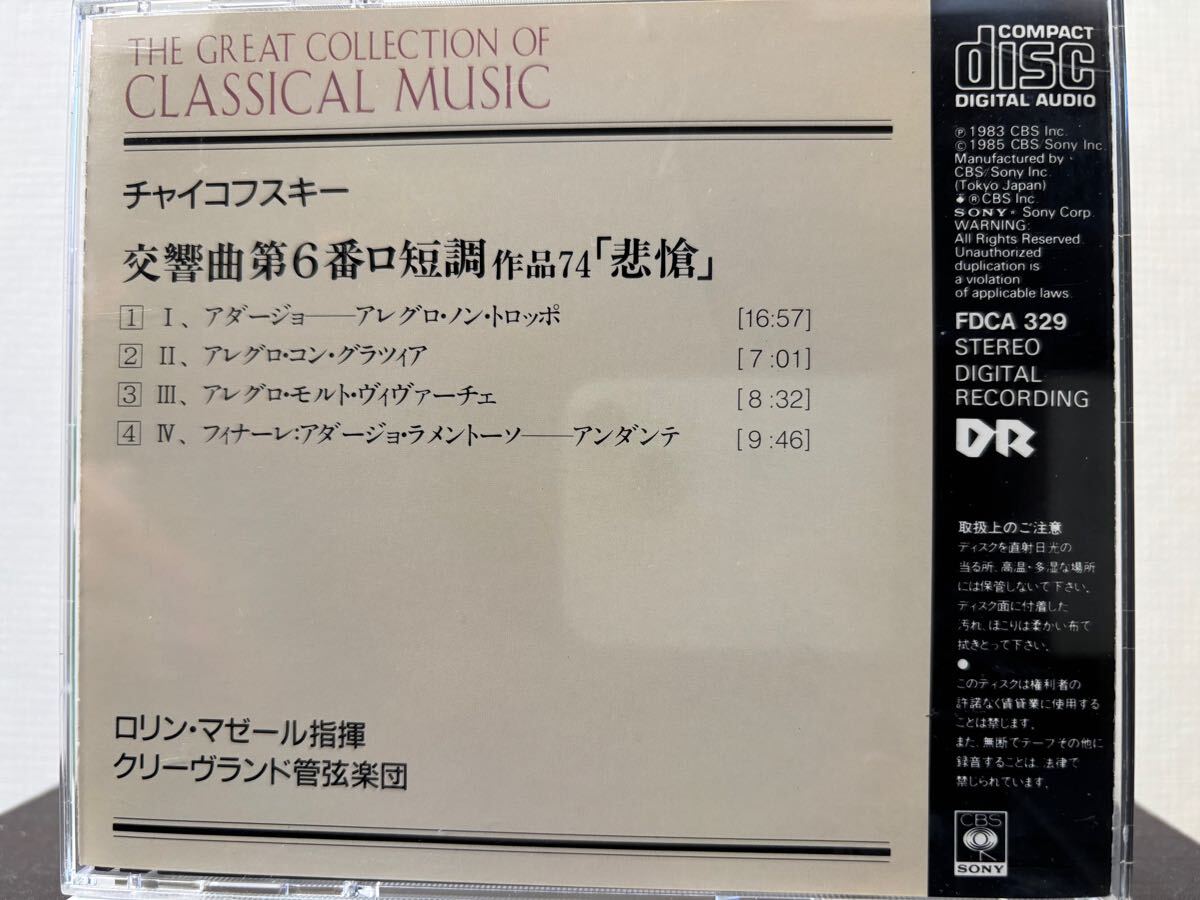 THE GREAT COLLECTION OF
CLASSICAL MUSIC
チャイコフスキー
交響曲第6番ロ短調 作品74「悲愴」
1 I、アダージョ——アレグロ・ノン・トロッポ [16:57]
2 II、アレグロ・コン・グラツィア [7:01]
3 III、アレグロ・モルト・ヴィヴァーチェ [8:32]
4 IV、フィナーレ:アダージョ・ラメントーソ——アンダンテ [9:46]
ロリン・マゼール指揮
クリーヴランド管弦楽団
COMPACT
disc
DIGITAL AUDIO
℗ 1983 CBS Inc.
© 1985 CBS/Sony Inc.
Manufactured by
CBS/Sony Inc.
(Tokyo Japan)
® CBS Inc.
SONY® Sony Corp.
WARNING:
All Rights Reserved.
Unauthorized
duplication is
a violation
of applicable laws.
FDCA 329
STEREO
DIGITAL
RECORDING
DR
取扱上のご注意
ディスクを直射日光の
当る所、高温・多湿な場所
には保管しないで下さい。
ディスク面に付着した
汚れ、ほこりは柔かい布で
拭きとって下さい。
●
このディスクは権利者の
許諾なく賃貸業に使用する
ことは禁じます。
また、無断でテープその他に
録音することは、法律で
禁じられています。
CBS
SONY